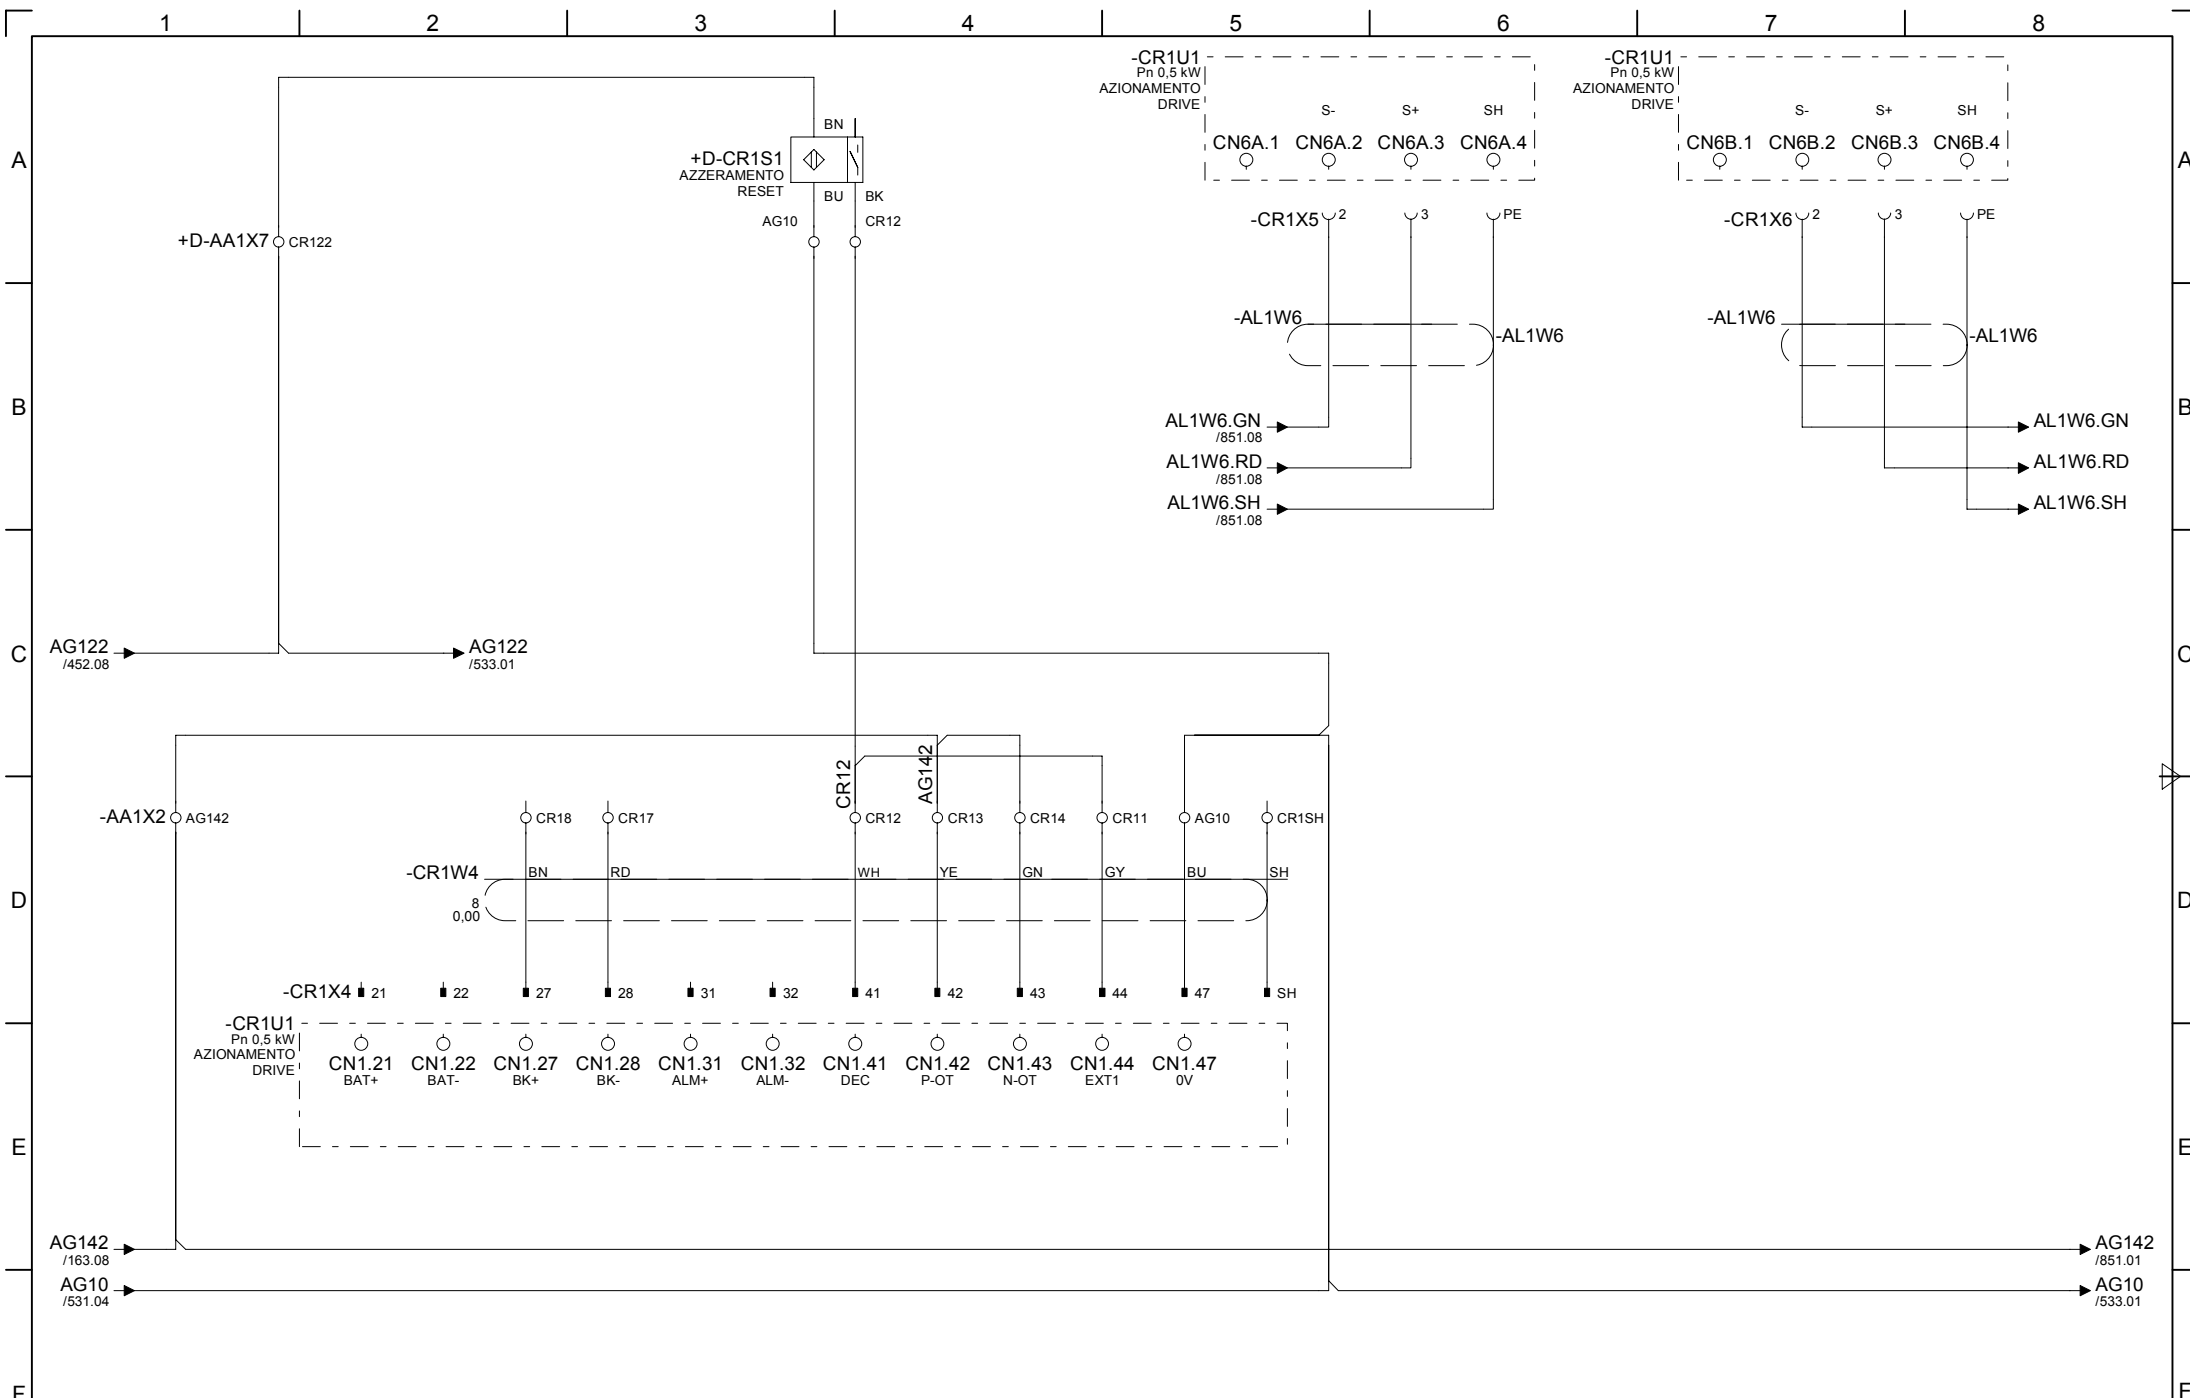 1 2 3 4 5 6 7 8
-CR1U1 -CR1U1
Pn 0,5 kW Pn 0,5 kW
AZIONAMENTO AZIONAMENTO
DRIVE DRIVE
S- S+ SH S- S+ SH
BN
CN6A.1 CN6A.2 CN6A.3 CN6A.4 CN6B.1 CN6B.2 CN6B.3 CN6B.4
A +D-CR1S1 A
AZZERAMENTO
RESET
BU BK
AG10 CR12 -CR1X5 2 3 PE -CR1X6 2 3 PE
+D-AA1X7 CR122
-AL1W6 -AL1W6
-AL1W6 -AL1W6
B B
AL1W6.GN AL1W6.GN
/851.08
AL1W6.RD AL1W6.RD
/851.08
AL1W6.SH AL1W6.SH
/851.08
C AG122 AG122 C
/452.08 /533.01
CR12 AG142
-AA1X2 AG142 CR18 CR17 CR12 CR13 CR14 CR11 AG10 CR1SH
-CR1W4 BN RD WH YE GN GY BU SH
D 8 D
0,00
-CR1X4 21 22 27 28 31 32 41 42 43 44 47 SH
-CR1U1
Pn 0,5 kW
AZIONAMENTO
DRIVE
CN1.21 CN1.22 CN1.27 CN1.28 CN1.31 CN1.32 CN1.41 CN1.42 CN1.43 CN1.44 CN1.47
BAT+ BAT- BK+ BK- ALM+ ALM- DEC P-OT N-OT EXT1 0V
E E
AG142 AG142
/163.08 /851.01
AG10 AG10
/531.04 /533.01
F F